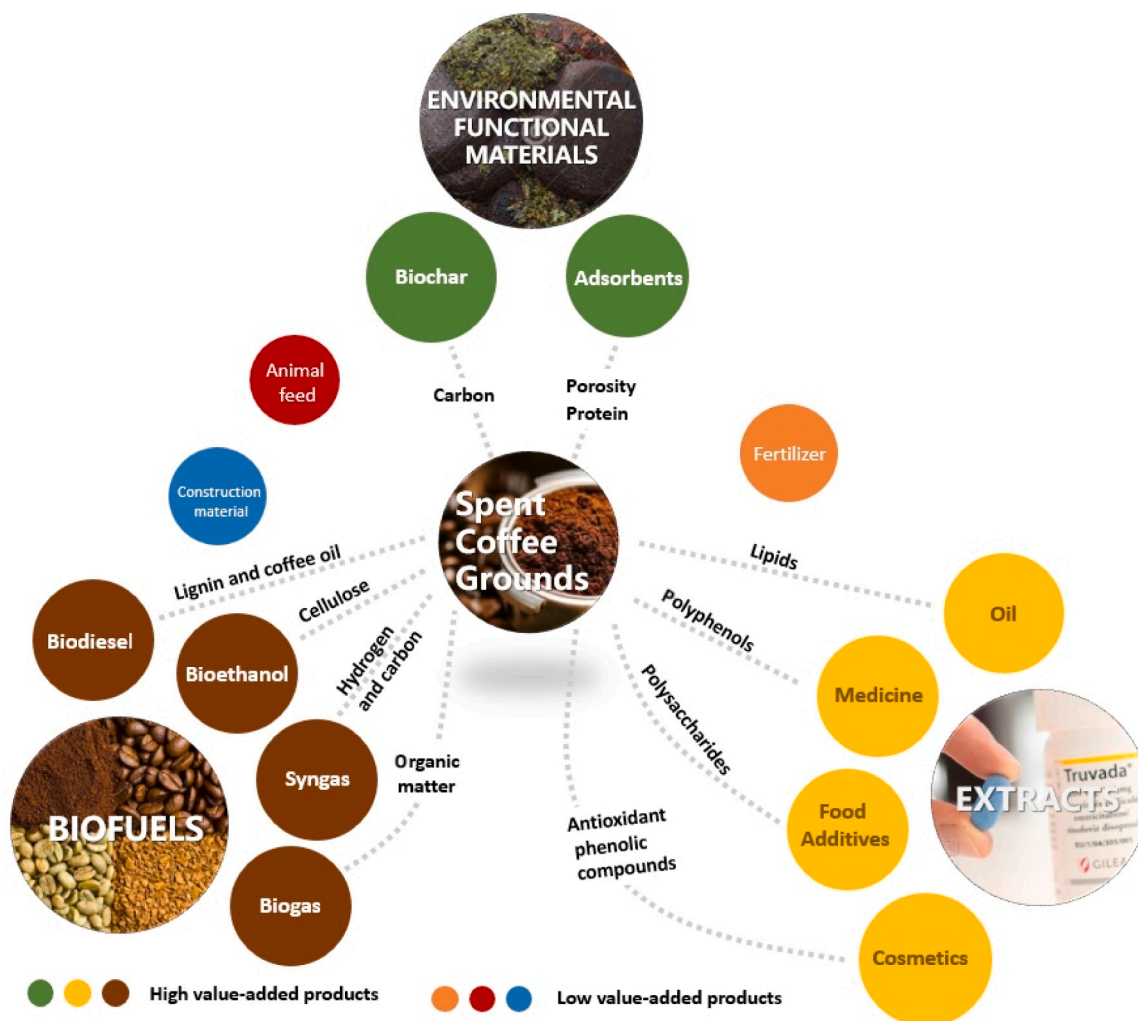 ENVIRONMENTAL
FUNCTIONAL
MATERIALS
Biochar
Adsorbents
Animal
feed
Carbon
Porosity
Protein
Fertilizer
Construction
material
Spent
Coffee
Grounds
Lignin and coffee oil
Cellulose
Hydrogen
and carbon
Organic
matter
Lipids
Polyphenols
Polysaccharides
Antioxidant
phenolic
compounds
Biodiesel
Bioethanol
Syngas
Biogas
BIOFUELS
Oil
Medicine
Food
Additives
Cosmetics
Truvada
EXTRACTS
GILEA
High value-added products
Low value-added products